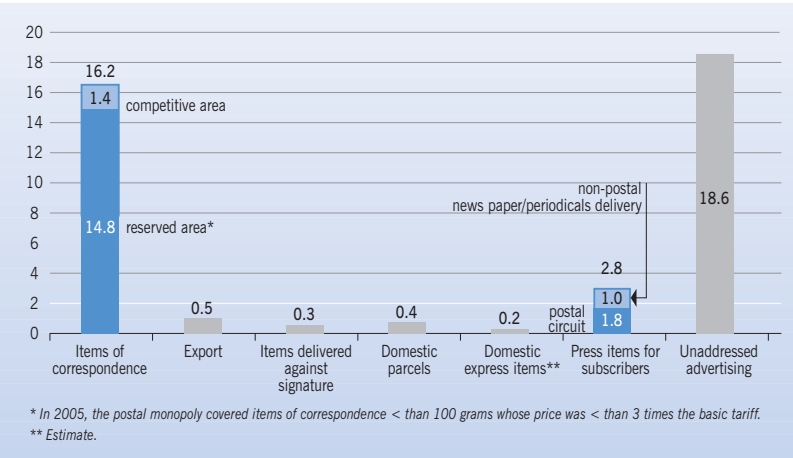 20
18
16
14
12
10
8
6
4
2
0
16.2
1.4
competitive area
14.8
reserved area*
0.5
0.3
0.4
0.2
non-postal
news paper/periodicals delivery
2.8
1.0
postal
circuit
1.8
18.6
Items of
correspondence
Export
Items delivered
against
signature
Domestic
parcels
Domestic
express items**
Press items for
subscribers
Unaddressed
advertising
* In 2005, the postal monopoly covered items of correspondence < than 100 grams whose price was < than 3 times the basic tariff.
** Estimate.